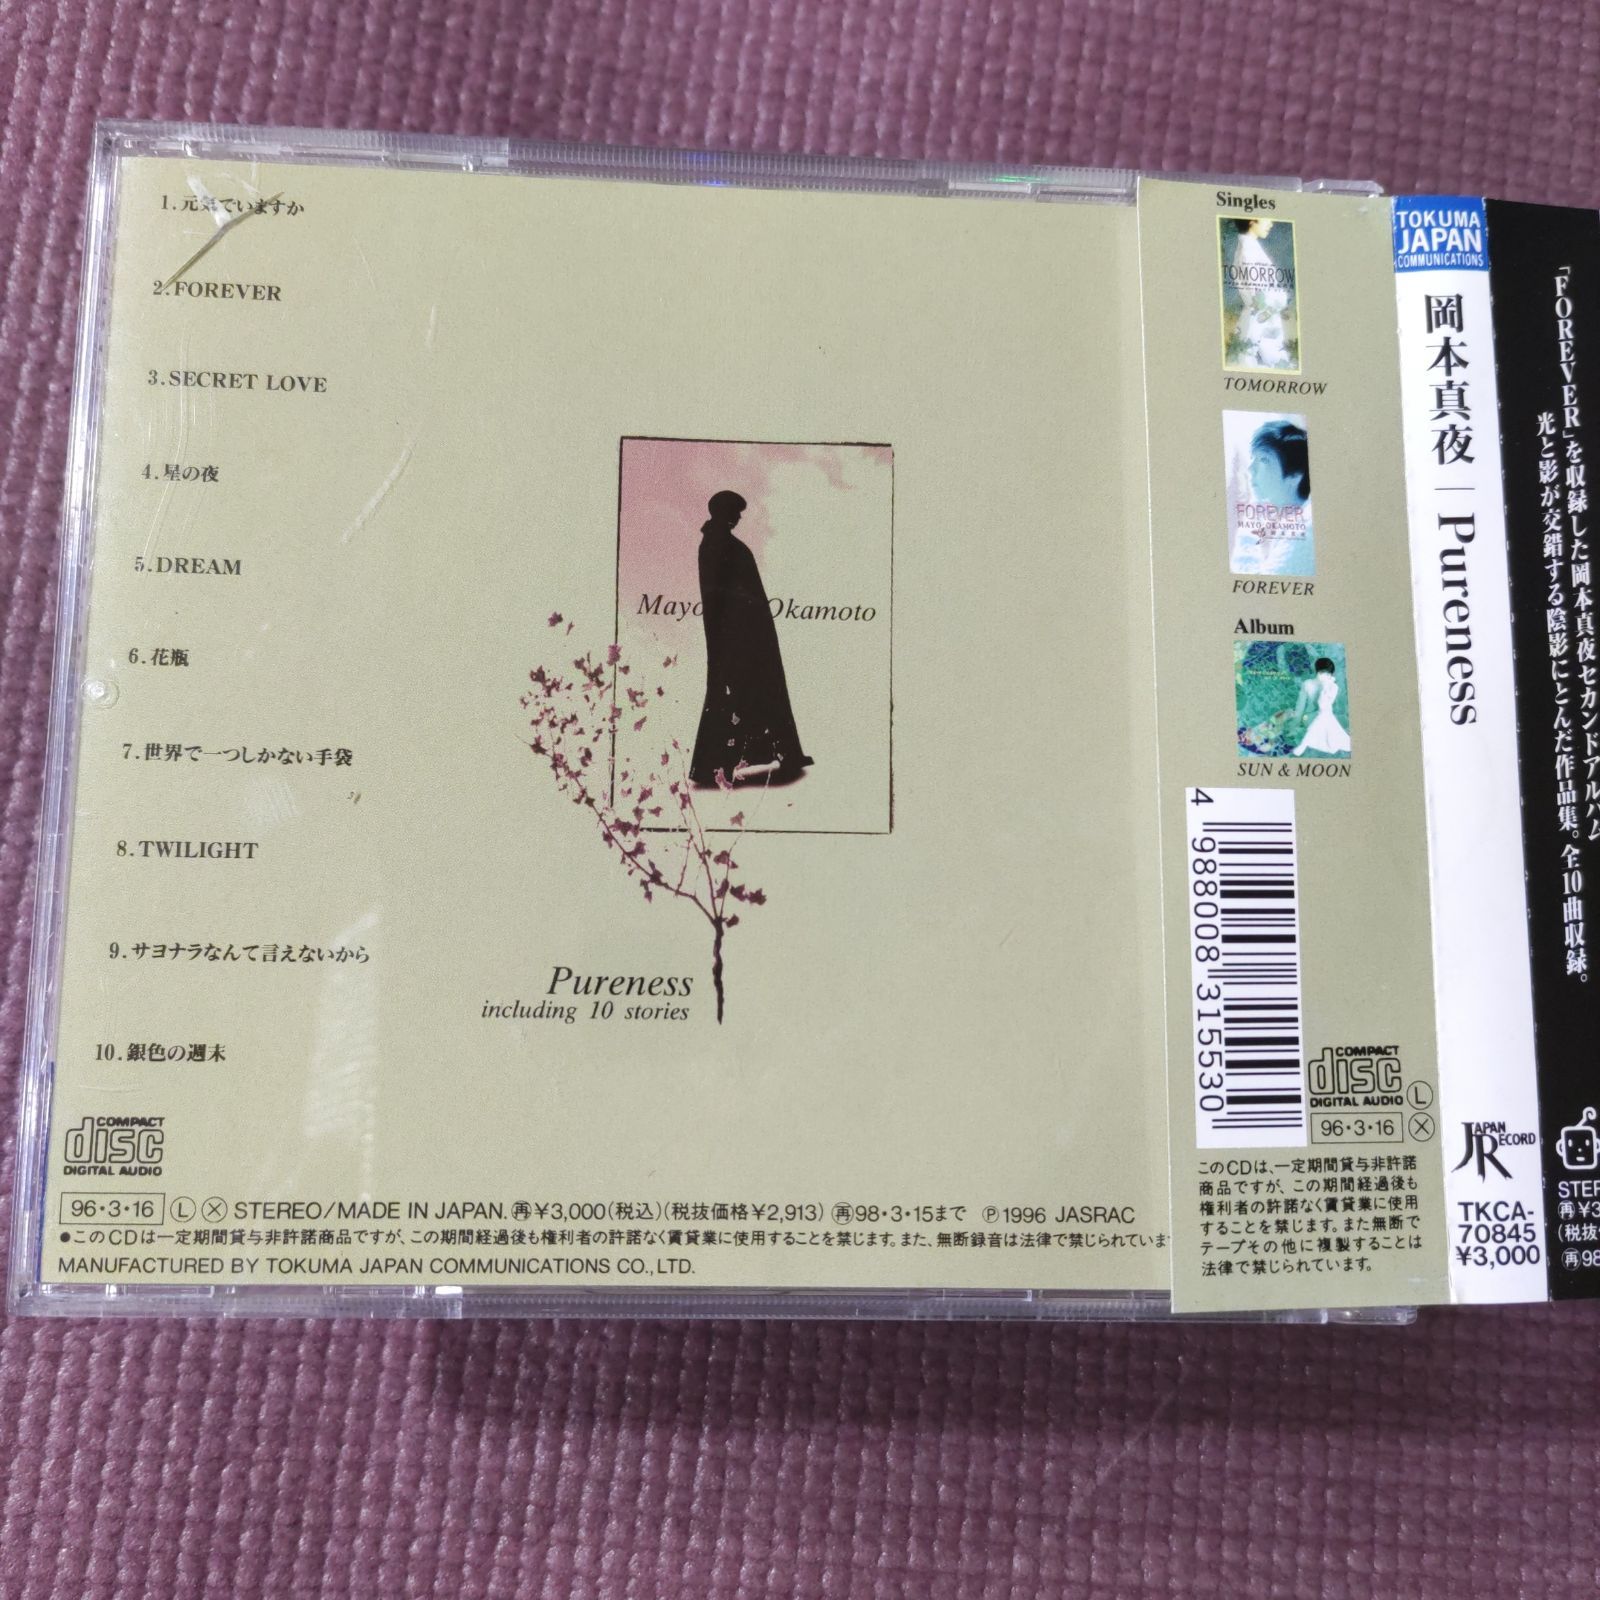 1.元気でいますか
2.FOREVER
3.SECRET LOVE
4.星の夜
5.DREAM
6.花瓶
7.世界で一つしかない手袋
8.TWILIGHT
9.サヨナラなんて言えないから
10.銀色の週末
Mayo Okamoto
Pureness
including 10 stories
COMPACT
disc
DIGITAL AUDIO
96・3・16 Ⓛ Ⓧ STEREO/MADE IN JAPAN. ㊢¥3,000(税込)(税抜価格¥2,913) ㊢98・3・15まで Ⓟ1996 JASRAC
●このCDは一定期間貸与非許諾商品ですが、この期間経過後も権利者の許諾なく賃貸業に使用することを禁じます。また、無断録音は法律で禁じられていま
MANUFACTURED BY TOKUMA JAPAN COMMUNICATIONS CO.,LTD.
Singles
TOMORROW
TOMORROW
FOREVER
MAYO OKAMOTO
岡本真夜
FOREVER
Album
SUN & MOON
4 988008 315530
COMPACT
disc
DIGITAL AUDIO
Ⓛ
96・3・16 Ⓧ
このCDは、一定期間貸与非許諾
商品ですが、この期間経過後も
権利者の許諾なく賃貸業に使用
することを禁じます。また無断で
テープその他に複製することは
法律で禁じられています。
TOKUMA
JAPAN
COMMUNICATIONS
岡本真夜 | Pureness
JAPAN
RECORD
TKCA-
70845
¥3,000
「FOREVER」を収録した岡本真夜セカンドアルバム
光と影が交錯する陰影にとんだ作品集。全10曲収録。